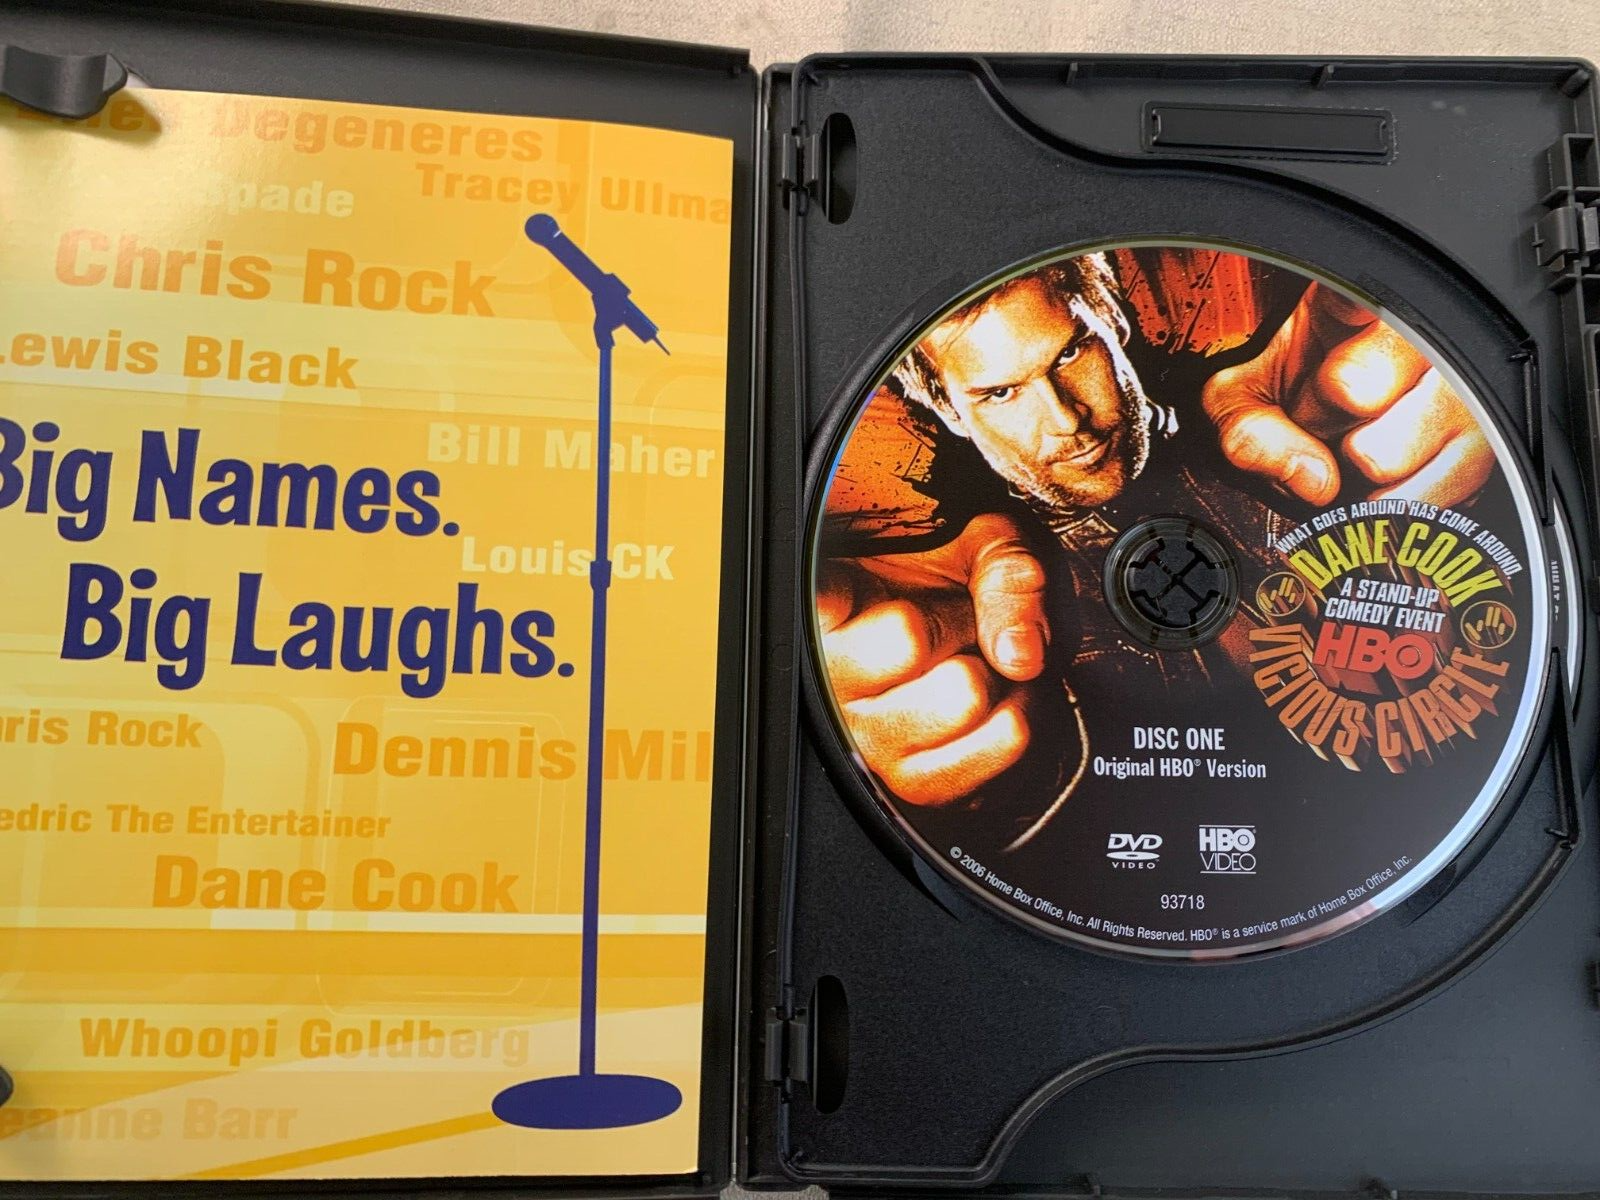 Degeneres
Tracey Ullma
pade
Chris Rock
Lewis Black
Bill Maher
Big Names.
Louis CK
Big Laughs.
ris Rock
Dennis Mil
edric The Entertainer
Dane Cook
Whoopi Goldberg
eanne Barr
WHAT GOES AROUND HAS COME AROUND.
DANE COOK
A STAND-UP
COMEDY EVENT
HBO
VICIOUS CIRCLE
DISC ONE
Original HBO® Version
DVD
VIDEO
HBO®
VIDEO
93718
© 2006 Home Box Office, Inc. All Rights Reserved. HBO® is a service mark of Home Box Office, Inc.